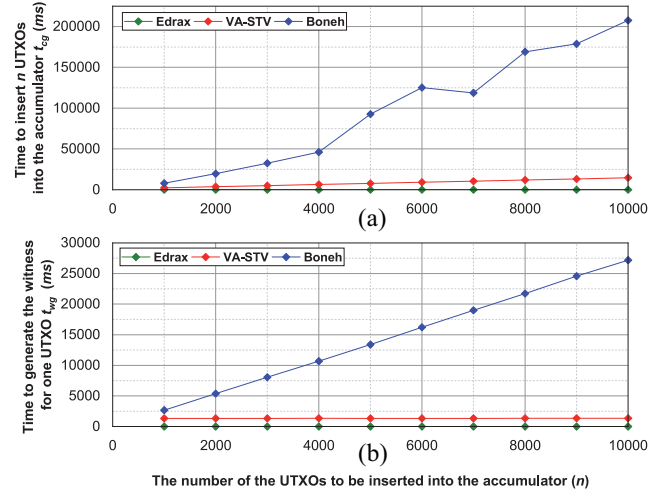 Edrax VA-STV Boneh
Time to insert n UTXOs
into the accumulator t_cg (ms)
200000
150000
100000
50000
0
0 2000 4000 6000 8000 10000
(a)
Edrax VA-STV Boneh
Time to generate the witness
for one UTXO t_wg (ms)
30000
25000
20000
15000
10000
5000
0
0 2000 4000 6000 8000 10000
(b)
The number of the UTXOs to be inserted into the accumulator (n)